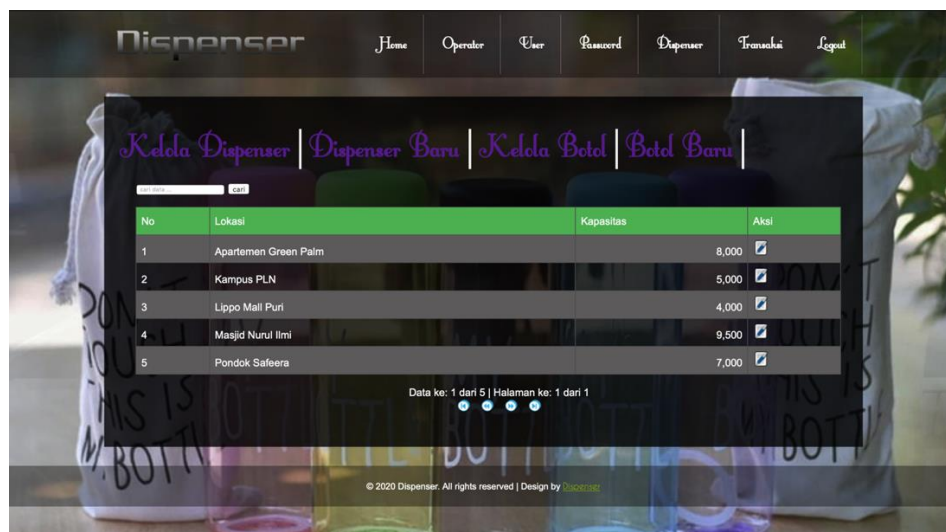 Dispenser
Home Operator User Password Dispenser Transaksi Logout
Kelola Dispenser | Dispenser Baru | Kelola Botol | Botol Baru |
cari data ... cari
No Lokasi Kapasitas Aksi
1 Apartemen Green Palm 8,000
2 Kampus PLN 5,000
3 Lippo Mall Puri 4,000
4 Masjid Nurul Ilmi 9,500
5 Pondok Safeera 7,000
Data ke: 1 dari 5 | Halaman ke: 1 dari 1
© 2020 Dispenser. All rights reserved | Design by Dispenser